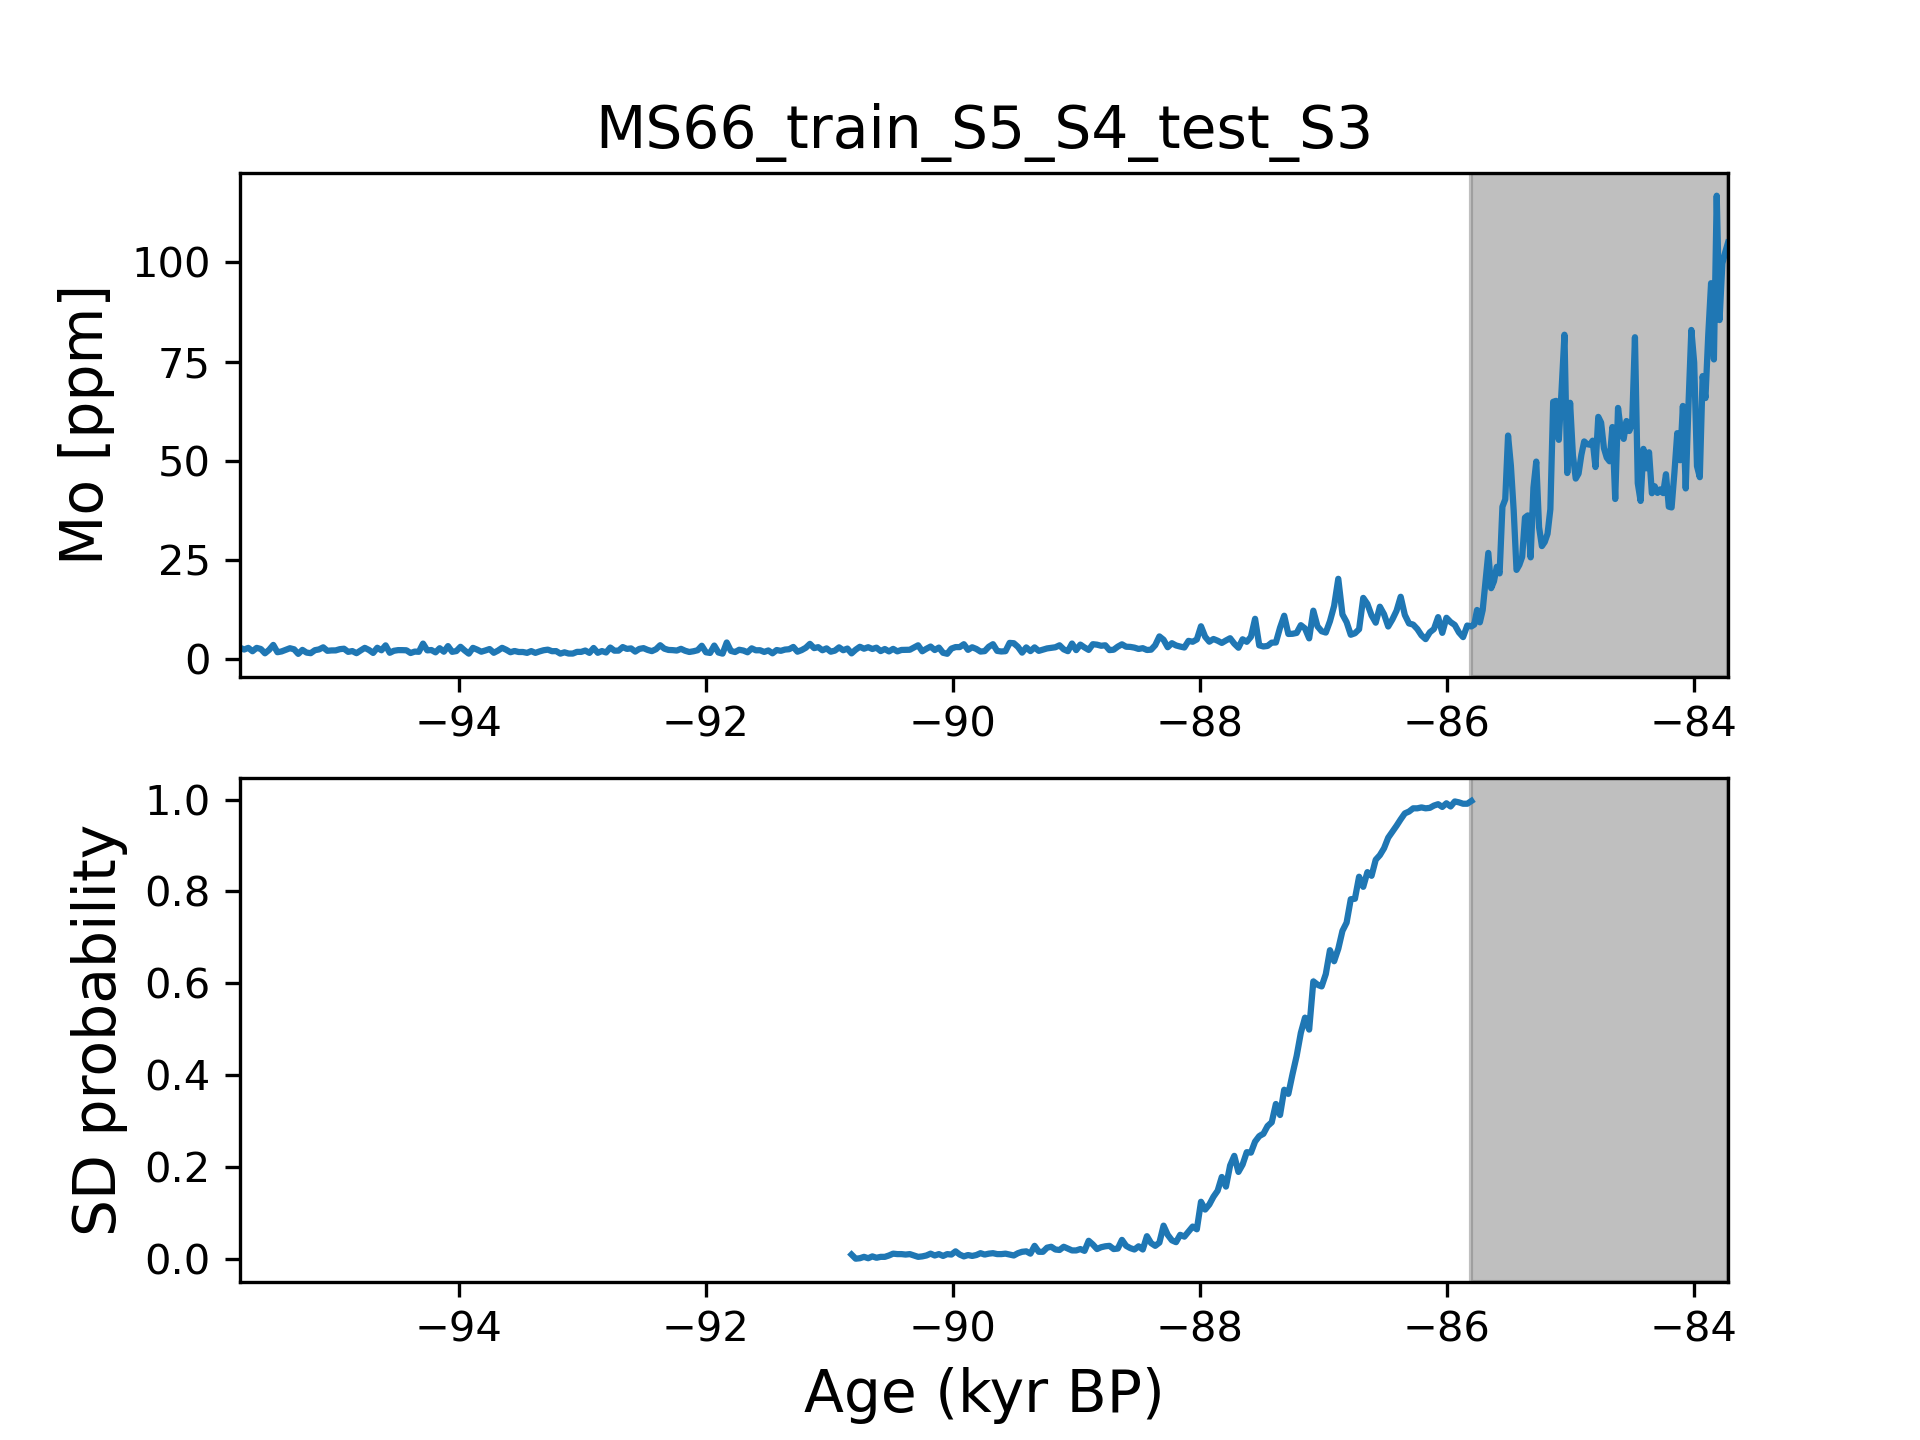 MS66_train_S5_S4_test_S3
Mo [ppm]
100
75
50
25
0
−94 −92 −90 −88 −86 −84
SD probability
1.0
0.8
0.6
0.4
0.2
0.0
−94 −92 −90 −88 −86 −84
Age (kyr BP)